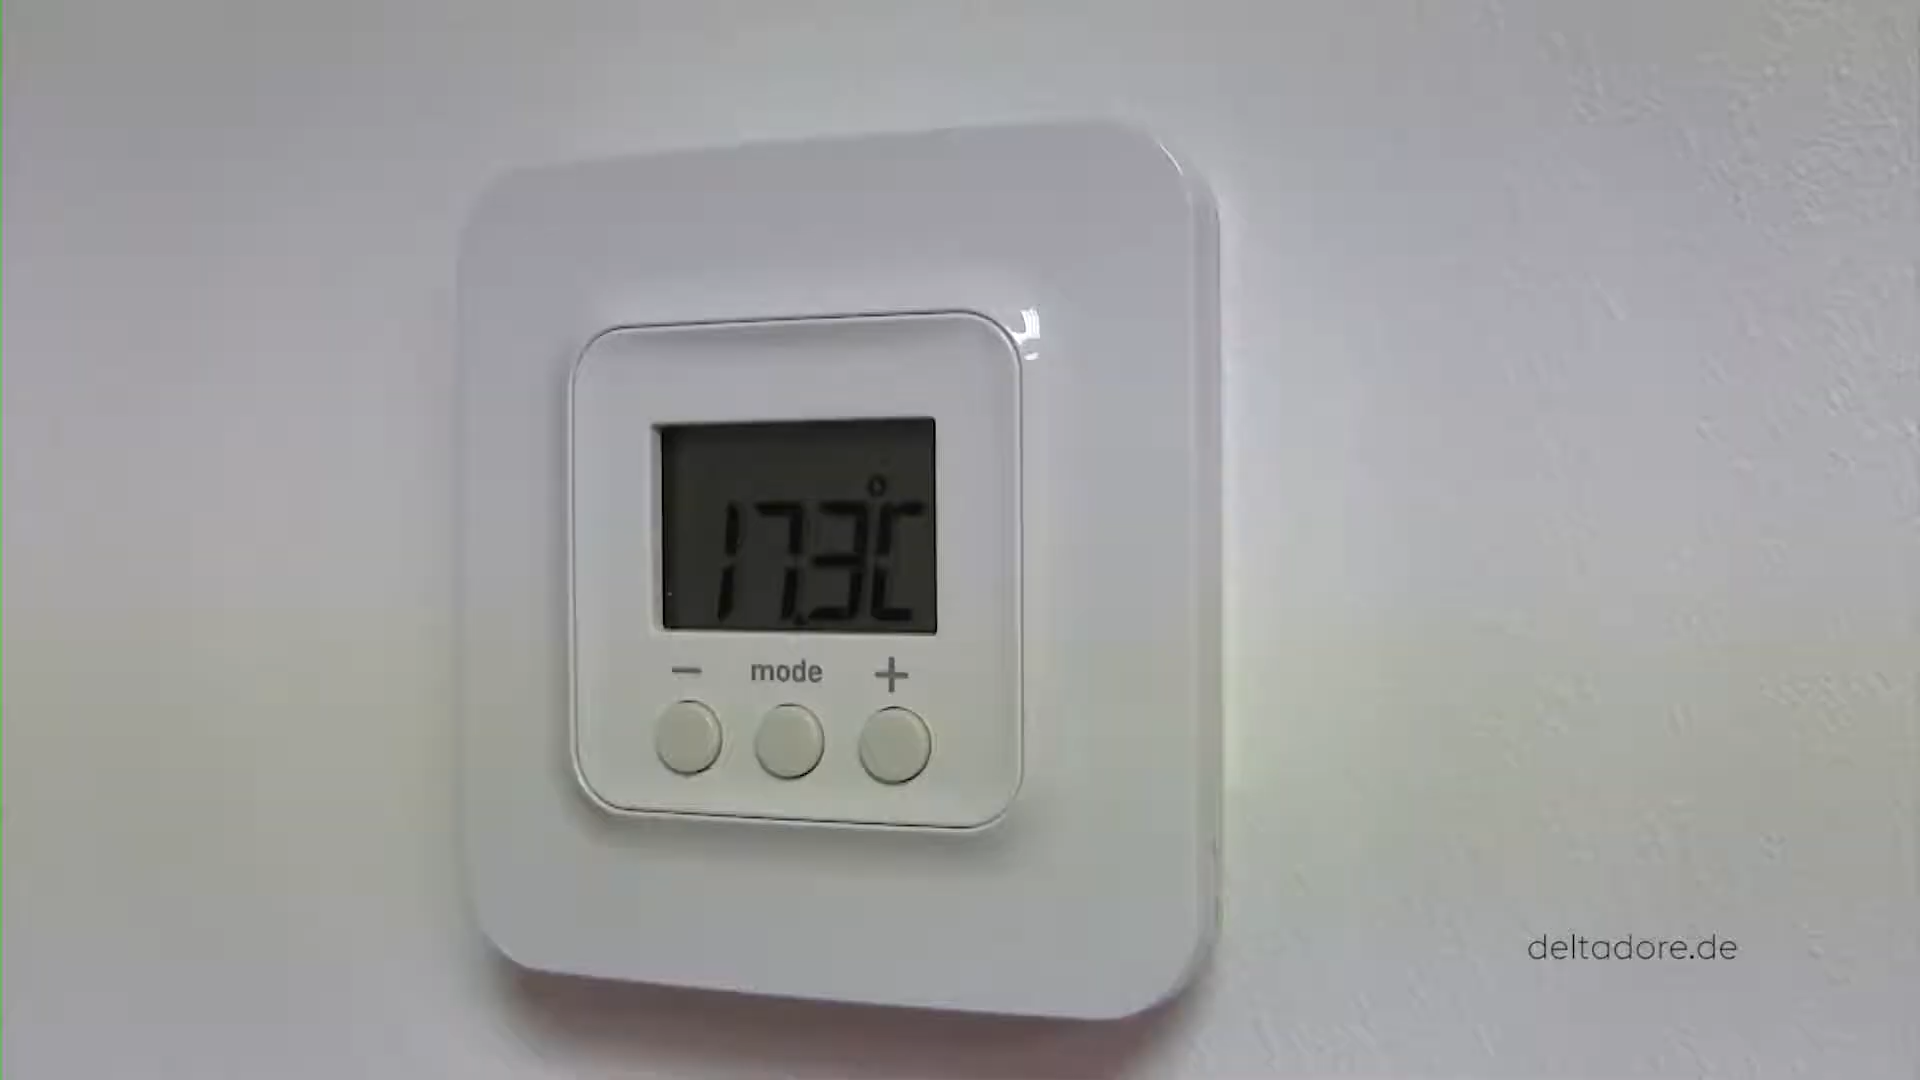 17.3°C
— mode +
deltadore.de